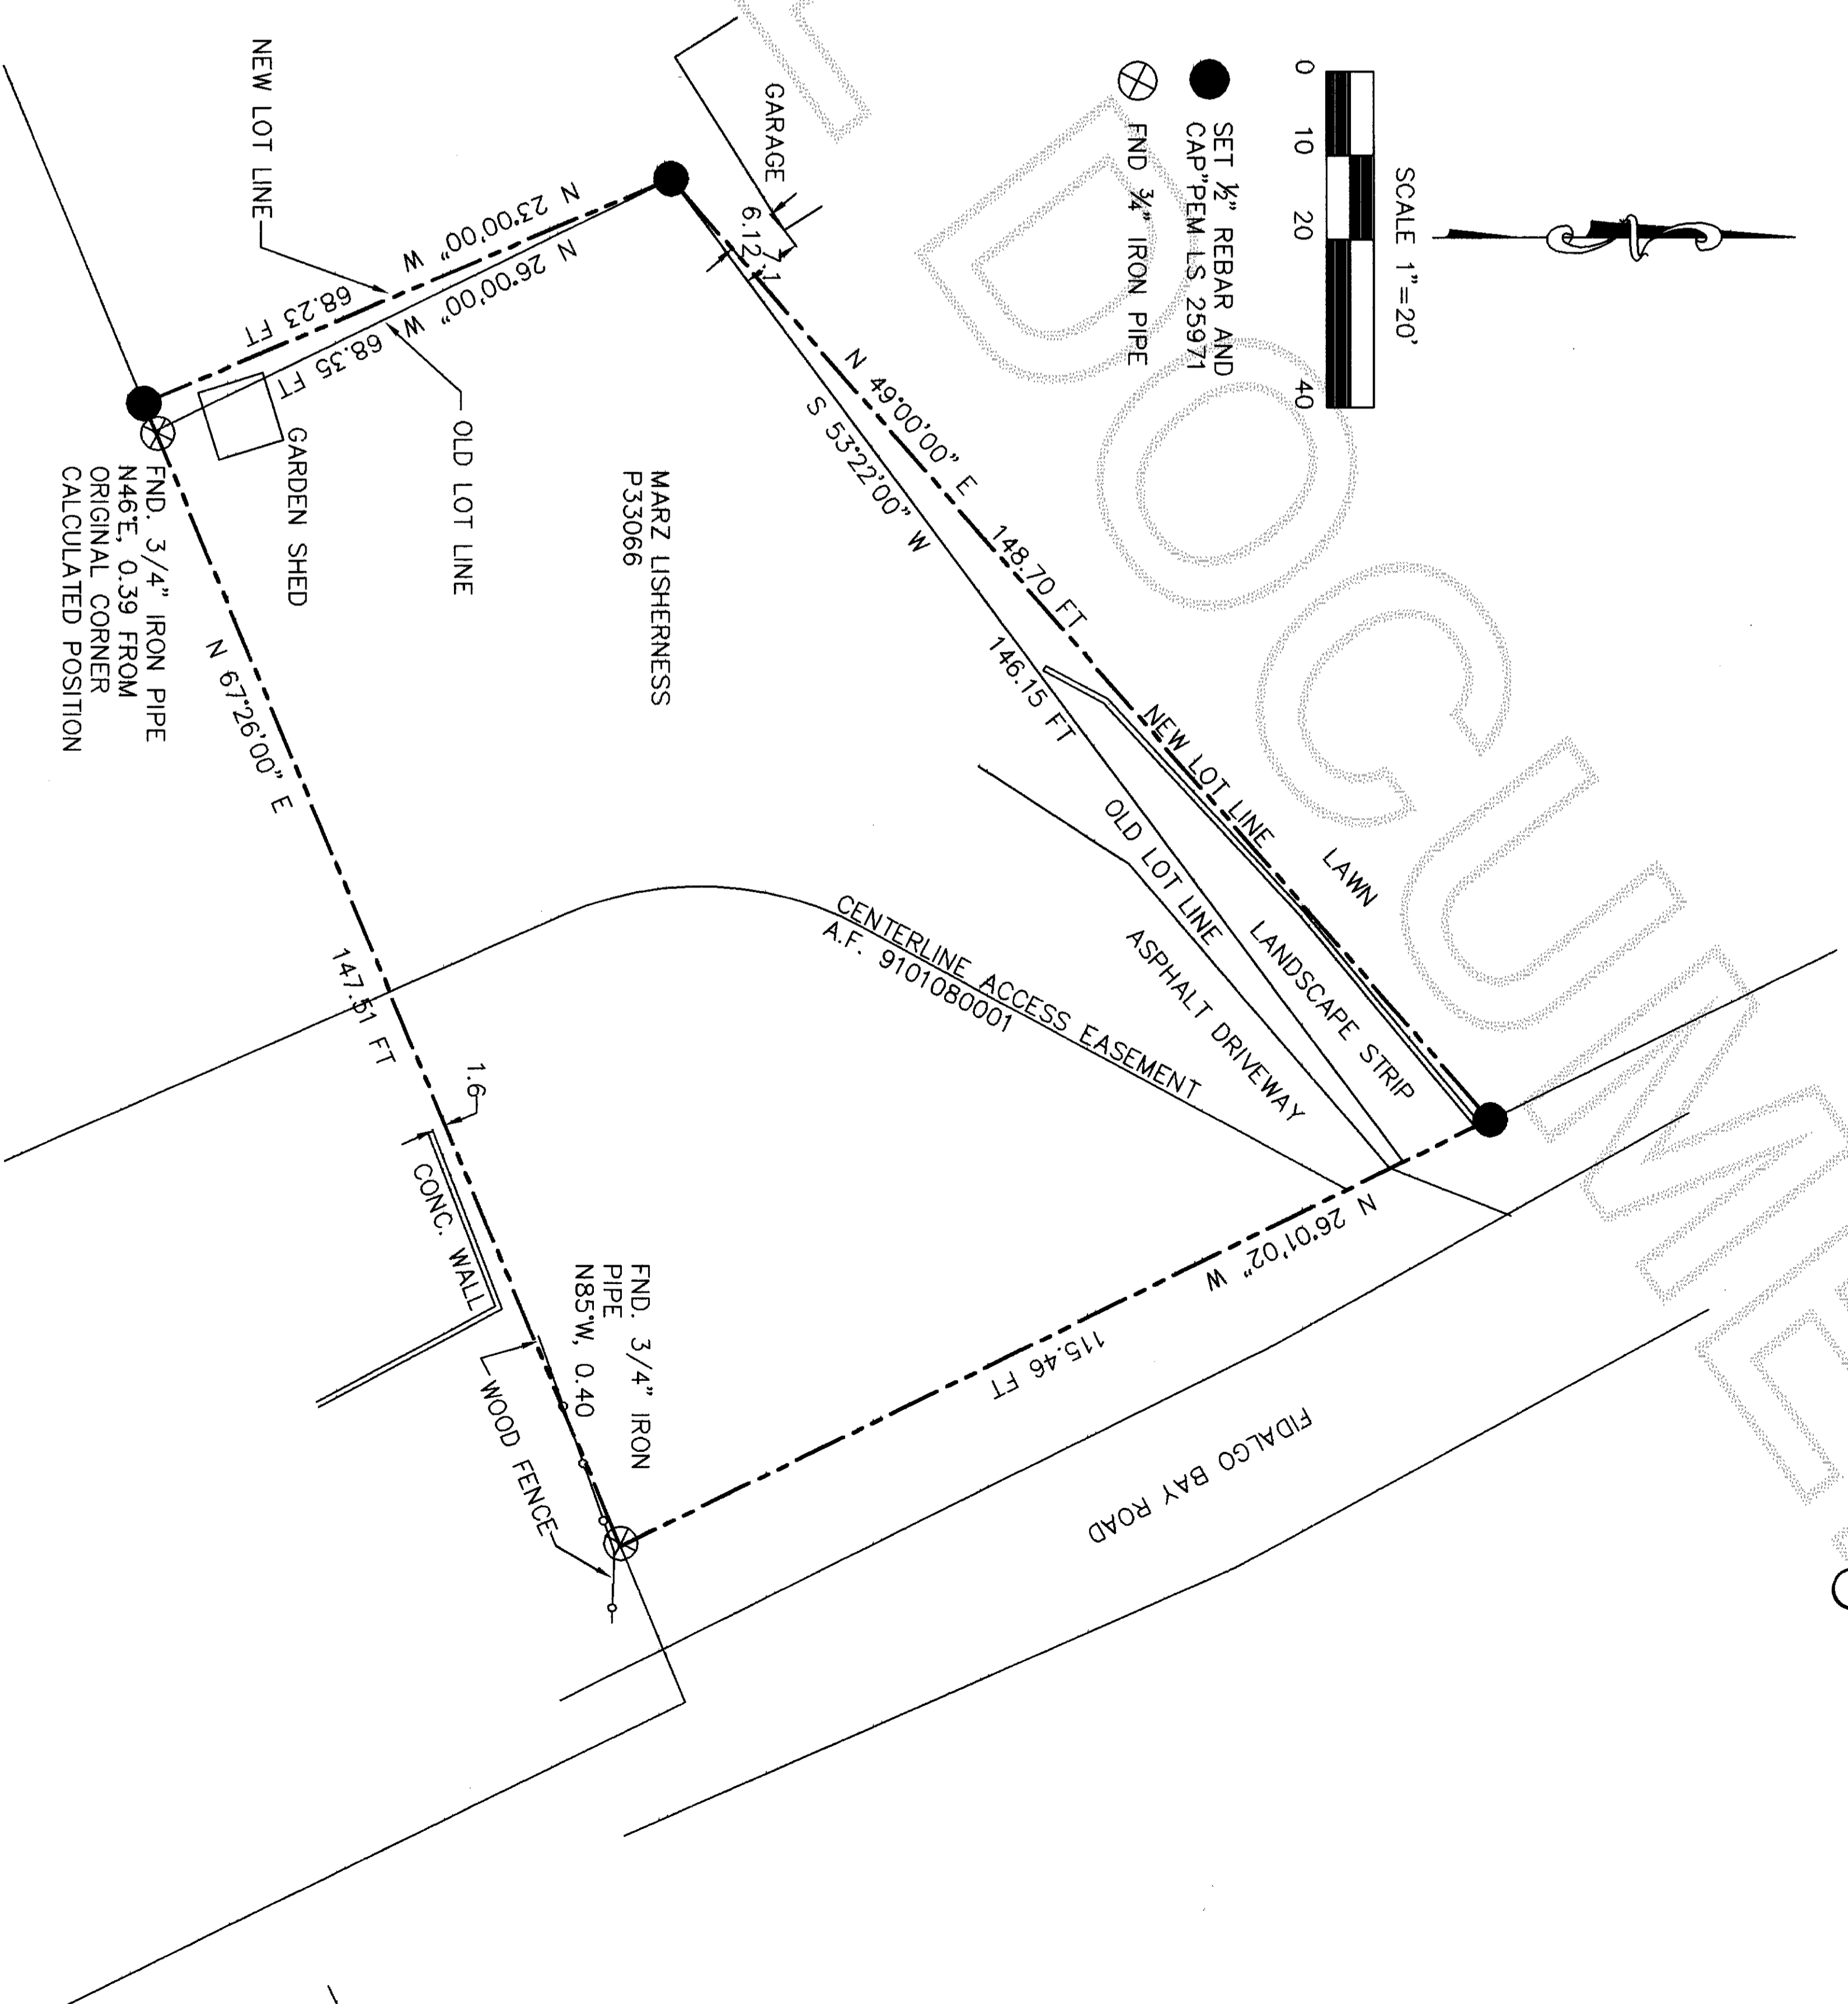 SCALE 1"=20'
0 10 20 40
SET ½" REBAR AND
CAP"PEM LS 25971
FND ¾" IRON PIPE
GARAGE
6.12
N 49°00'00" E
148.70 FT
S 53°22'00" W
146.15 FT
NEW LOT LINE
LAWN
OLD LOT LINE
LANDSCAPE STRIP
ASPHALT DRIVEWAY
CENTERLINE ACCESS EASEMENT
A.F. 9101080001
N 23°00'00" W
68.23 FT
N 26°00'00" W
68.35 FT
NEW LOT LINE
OLD LOT LINE
MARZ LISHERNESS
P33066
GARDEN SHED
FND. 3/4" IRON PIPE
N46°E, 0.39 FROM
ORIGINAL CORNER
CALCULATED POSITION
N 67°26'00" E
147.51 FT
1.6
CONC. WALL
WOOD FENCE
FND. 3/4" IRON
PIPE
N85°W, 0.40
N 26°01'02" W
115.46 FT
FIDALGO BAY ROAD